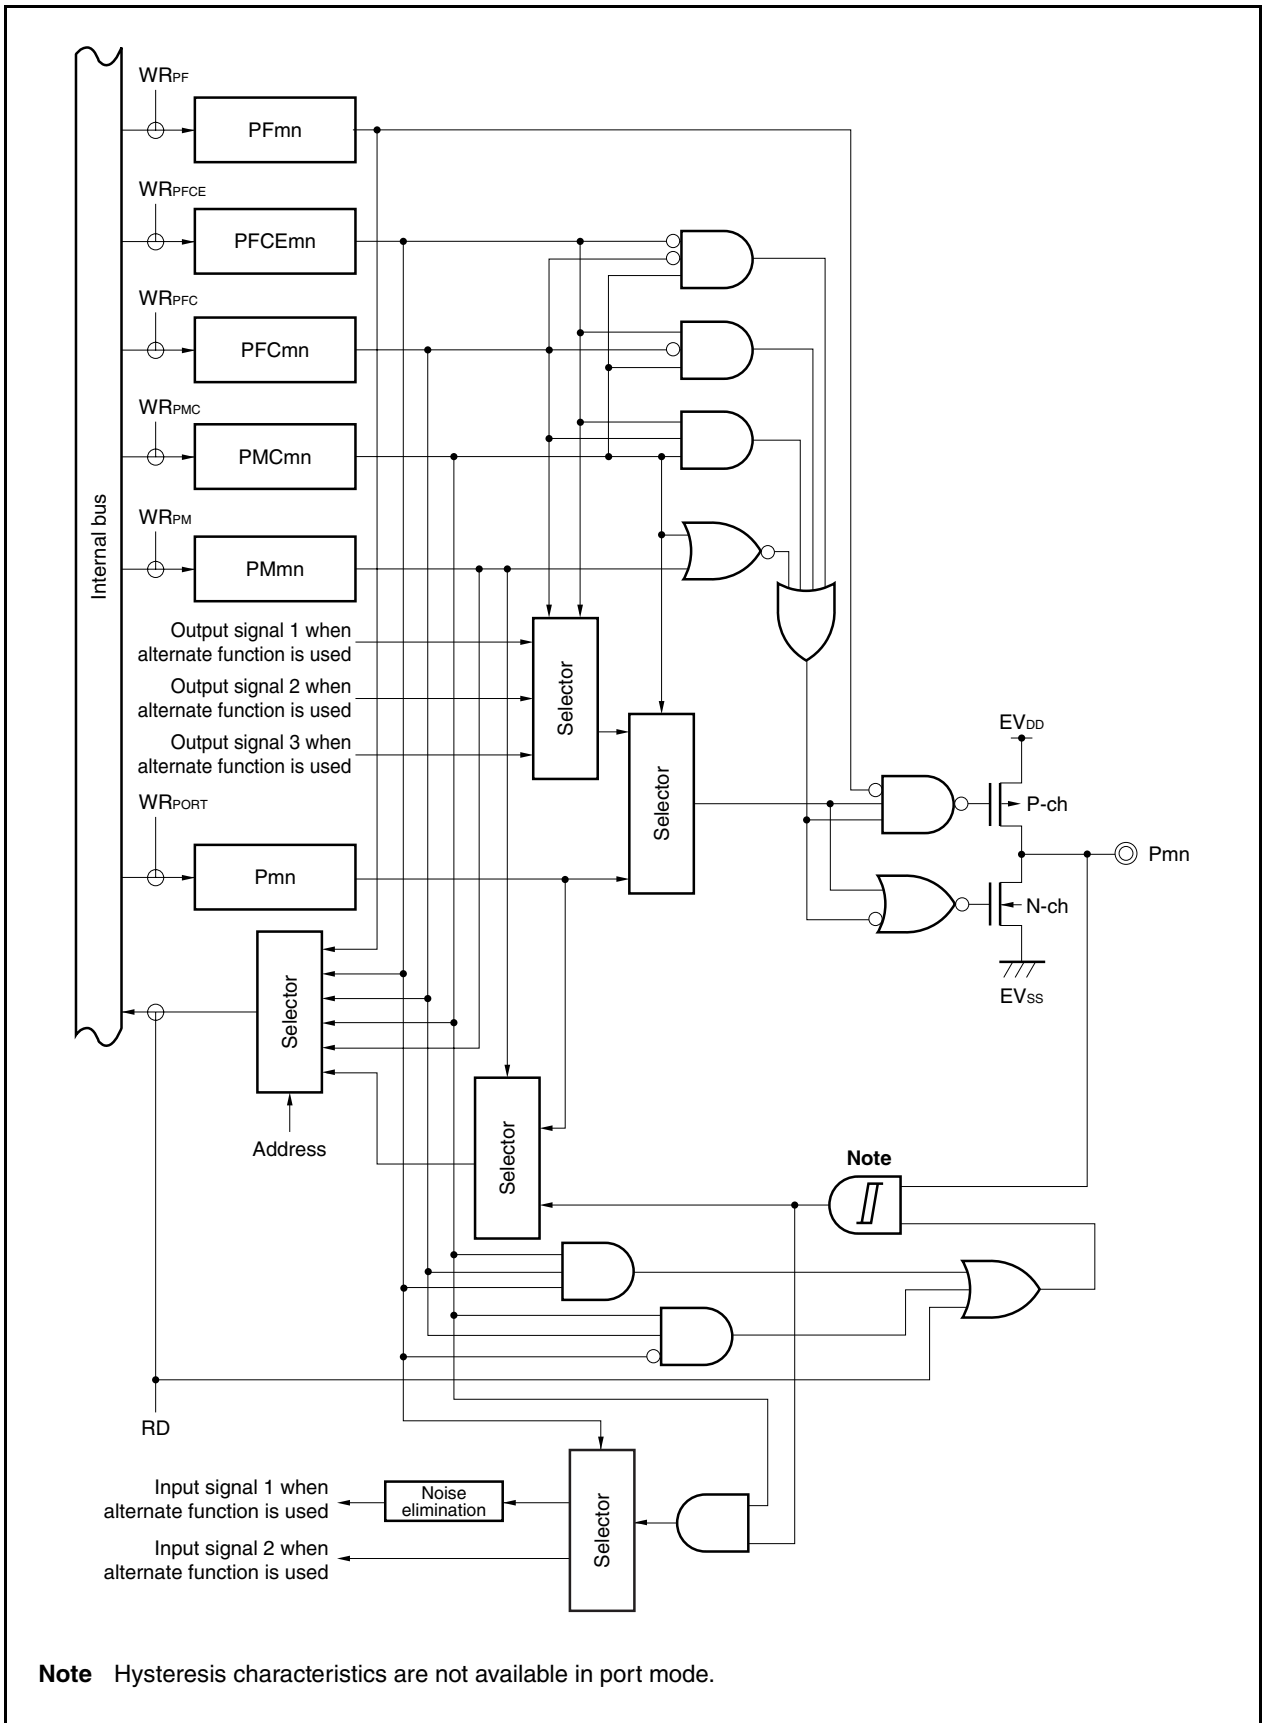 WRPF
PFmn
WRPFCE
PFCEmn
WRPFC
PFCmn
WRPMC
PMCmn
Internal bus
WRPM
PMmn
Output signal 1 when
alternate function is used
Output signal 2 when
alternate function is used
Output signal 3 when
alternate function is used
Selector
Selector
EVDD
P-ch
WRPORT
Pmn
Pmn
N-ch
EVSS
Selector
Address
Selector
Note
RD
Input signal 1 when
alternate function is used
Noise
elimination
Selector
Input signal 2 when
alternate function is used
Note Hysteresis characteristics are not available in port mode.